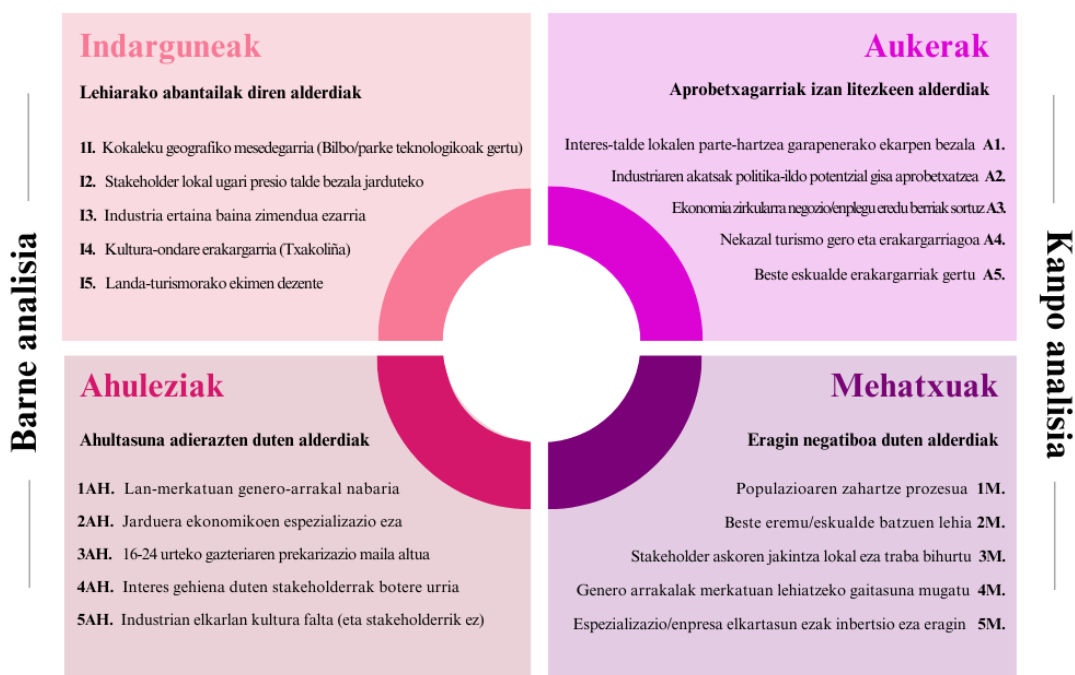 Barne analisia
Indarguneak
Lehiarako abantailak diren alderdiak
1I. Kokaleku geografiko mesedegarria (Bilbo/parke teknologikoak gertu)
I2. Stakeholder lokal ugari presio talde bezala jarduteko
I3. Industria ertaina baina zimendua ezarria
I4. Kultura-ondare erakargarria (Txakoliña)
I5. Landa-turismorako ekimen dezente
Aukerak
Aprobetxagarriak izan litezkeen alderdiak
Interes-talde lokalen parte-hartzea garapenerako ekarpen bezala A1.
Industriaren akatsak politika-ildo potentzial gisa aprobetxatzea A2.
Ekonomia zirkularra negozio/enplegu eredu berriak sortuz A3.
Nekazal turismo gero eta erakargarriagoa A4.
Beste eskualde erakargarriak gertu A5.
Ahuleziak
Ahultasuna adierazten duten alderdiak
1AH. Lan-merkatuan genero-arrakal nabaria
2AH. Jarduera ekonomikoen espezializazio eza
3AH. 16-24 urteko gazteriaren prekarizazio maila altua
4AH. Interes gehiena duten stakeholderrak botere urria
5AH. Industrian elkarlan kultura falta (eta stakeholderrik ez)
Mehatxuak
Eragin negatiboa duten alderdiak
Populazioaren zahartze prozesua 1M.
Beste eremu/eskualde batzuen lehia 2M.
Stakeholder askoren jakintza lokal eza traba bihurtu 3M.
Genero arrakalak merkatuan lehiatzeko gaitasuna mugatu 4M.
Espezializazio/enpresa elkartasun ezak inbertsio eza eragin 5M.
Kanpo analisia